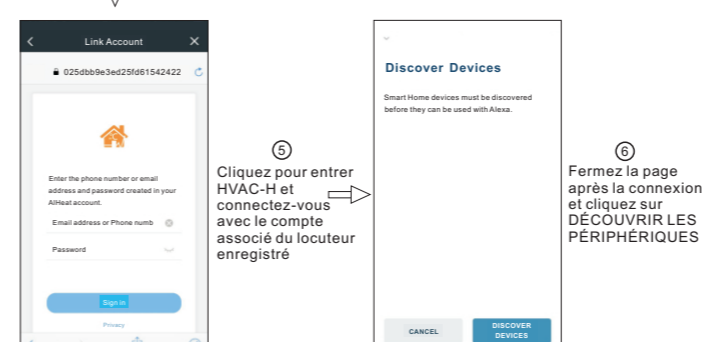 Link Account
025dbb9e3ed25fd61542422
Enter the phone number or email
address and password created in your
AIHeat account.
Email address or Phone numb
Password
Sign in
Privacy
⑤
Cliquez pour entrer
HVAC-H et
connectez-vous
avec le compte
associé du locuteur
enregistré
Discover Devices
Smart Home devices must be discovered
before they can be used with Alexa.
CANCEL
DISCOVER
DEVICES
⑥
Fermez la page
après la connexion
et cliquez sur
DÉCOUVRIR LES
PÉRIPHÉRIQUES